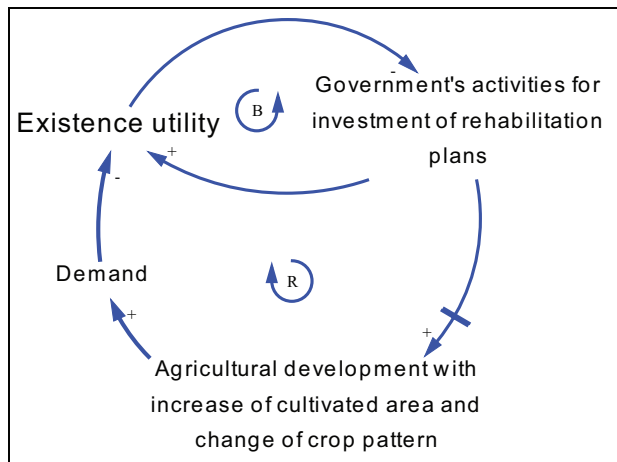 -
Government's activities for
investment of rehabilitation
plans
Existence utility
B
+
-
Demand
R
+
+
Agricultural development with
increase of cultivated area and
change of crop pattern